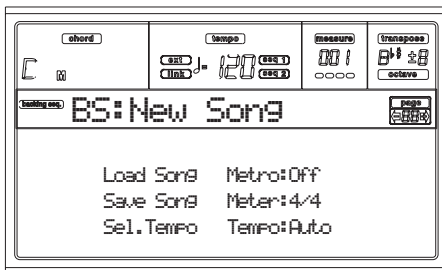 chord tempo measure transpose
C M ext link ♩= 120 seq 1 seq 2 001 B♭♮ ±8
octave
backing seq. BS:New Song page
Load Song Metro:Off
Save Song Meter:4/4
Sel.Tempo Tempo:Auto